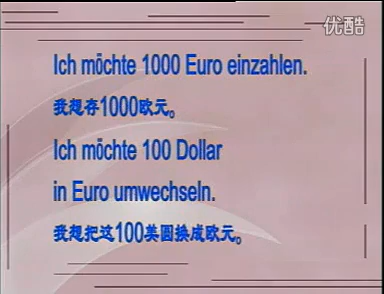 优酷
Ich möchte 1000 Euro einzahlen.
我想存1000欧元。
Ich möchte 100 Dollar
in Euro umwechseln.
我想把这100美圆换成欧元。